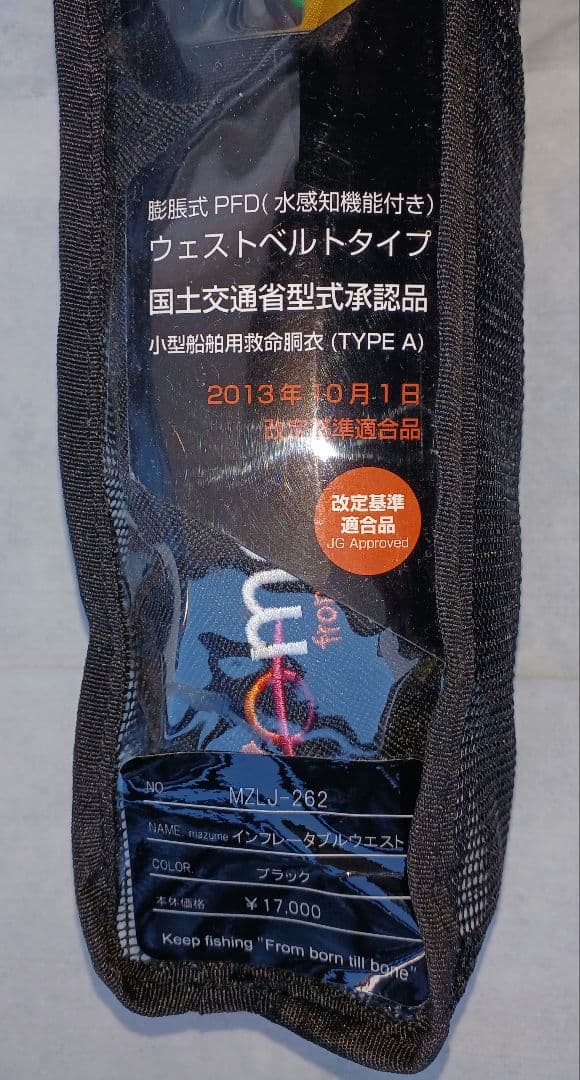 膨脹式 PFD( 水感知機能付き)
ウェストベルトタイプ
国土交通省型式承認品
小型船舶用救命胴衣 (TYPE A)
2013年10月1日
改定基準適合品
改定基準
適合品
JG Approved
m
from
NO. MZLJ-262
NAME. mazume インフレータブルウエスト
COLOR. ブラック
本体価格 ¥17,000
Keep fishing "From born till bone"